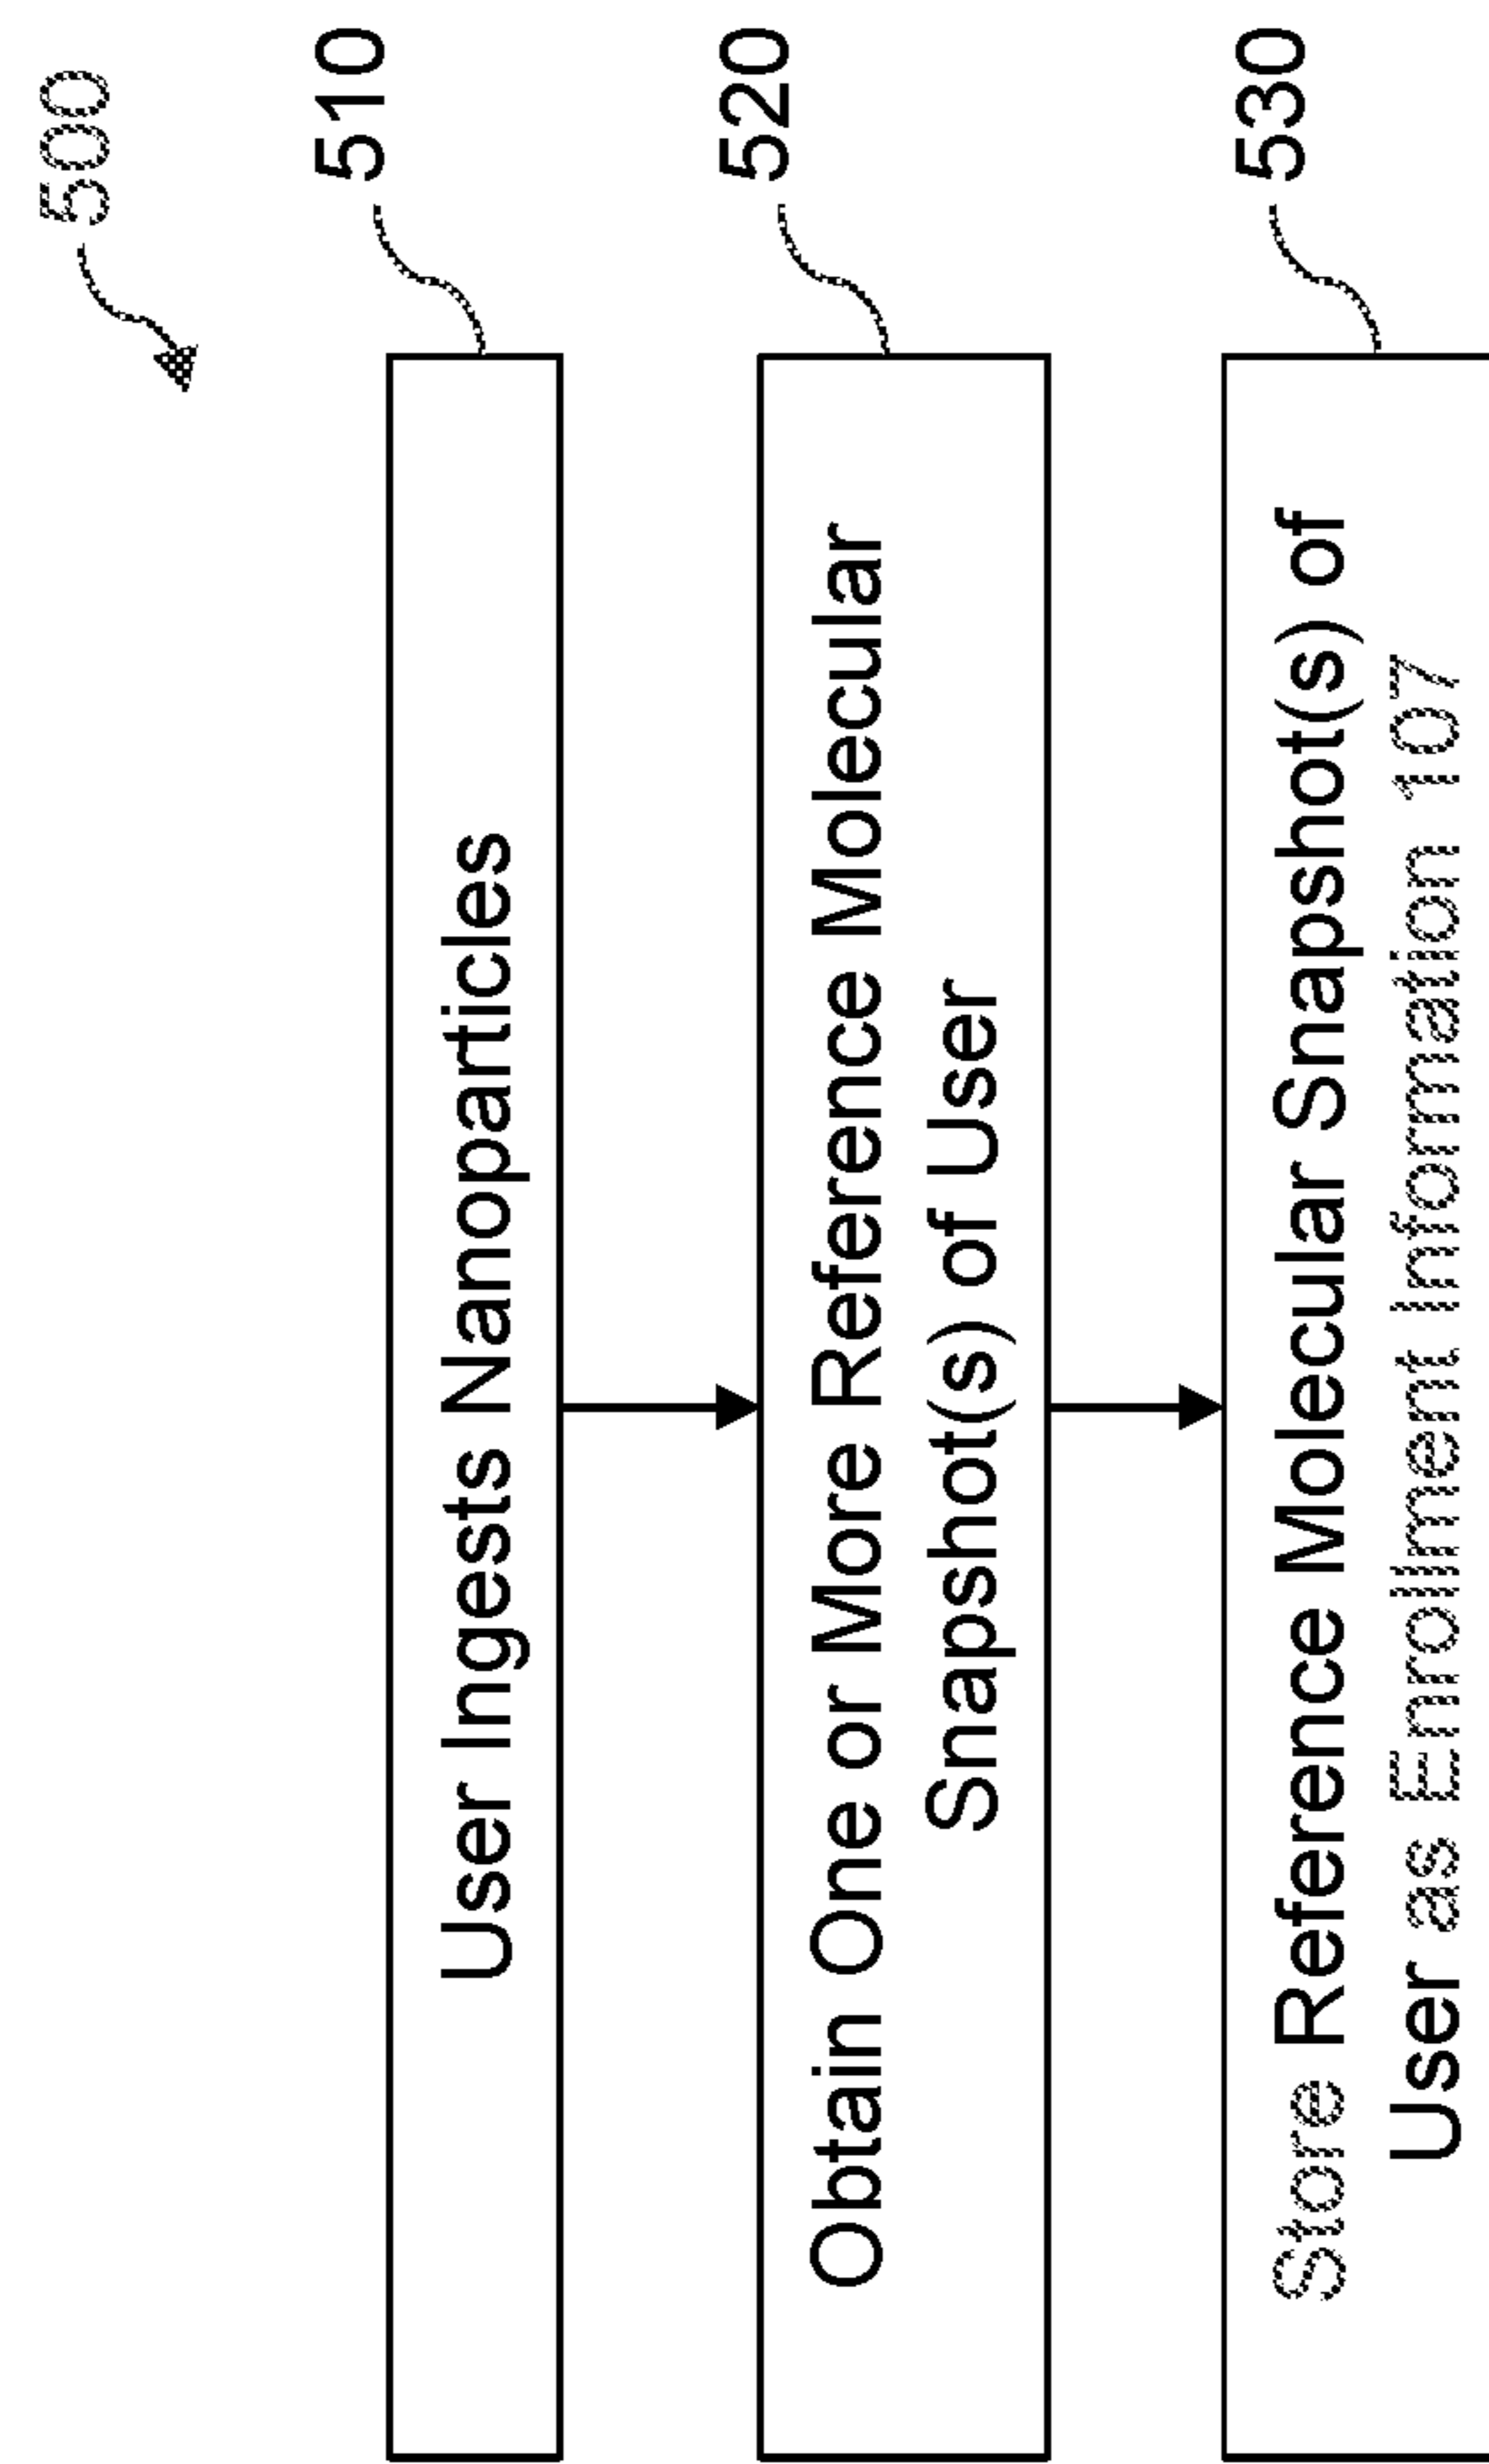 500
510
User Ingests Nanoparticles
520
Obtain One or More Reference Molecular
Snapshot(s) of User
530
Store Reference Molecular Snapshot(s) of
User as Enrollment Information 107